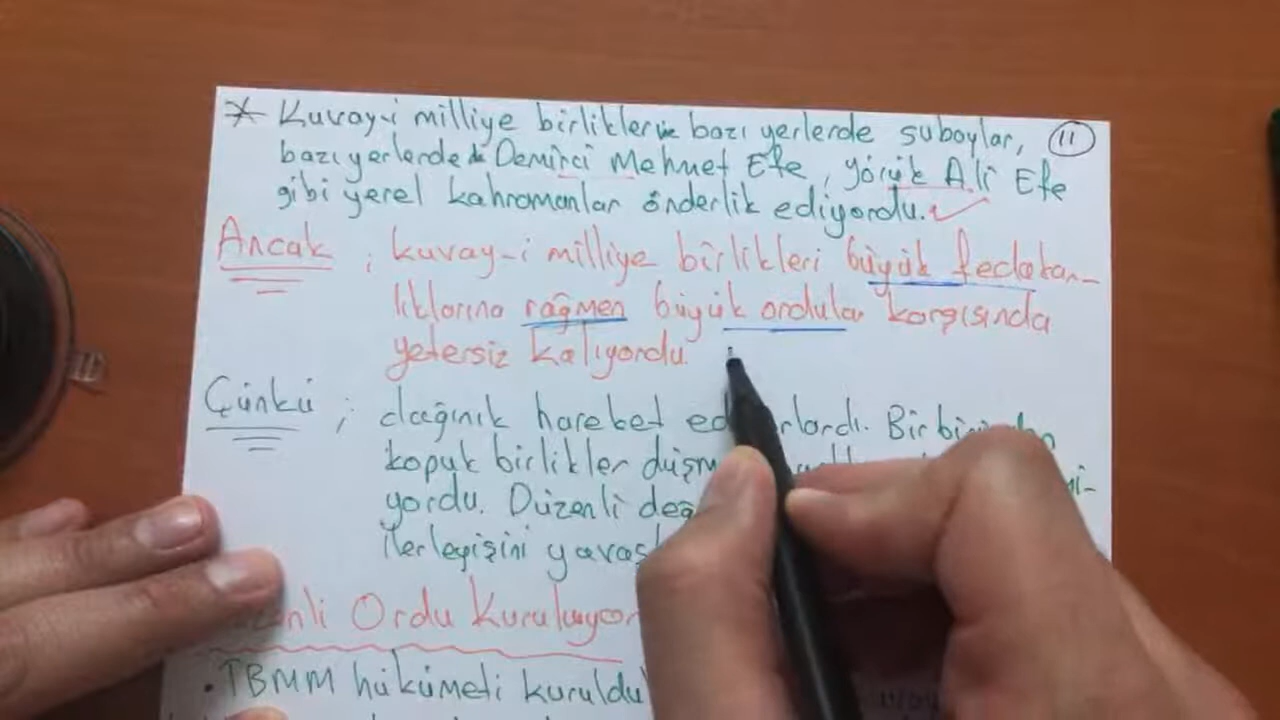 * Kuvay-i milliye birliklerine bazı yerlerde subaylar, 11
bazı yerlerde de Demirci Mehmet Efe, Yörük Ali Efe
gibi yerel kahramanlar önderlik ediyordu.
Ancak ; kuvay-i milliye birlikleri büyük fedakar-
lıklarına rağmen büyük ordular karşısında
yetersiz kalıyordu.
Çünkü ; dağınık hareket
kopuk birlikler
yordu. Düzenli
ilerleyişini
Ordu Kuruluyor
. TBMM hükümeti kuruldu